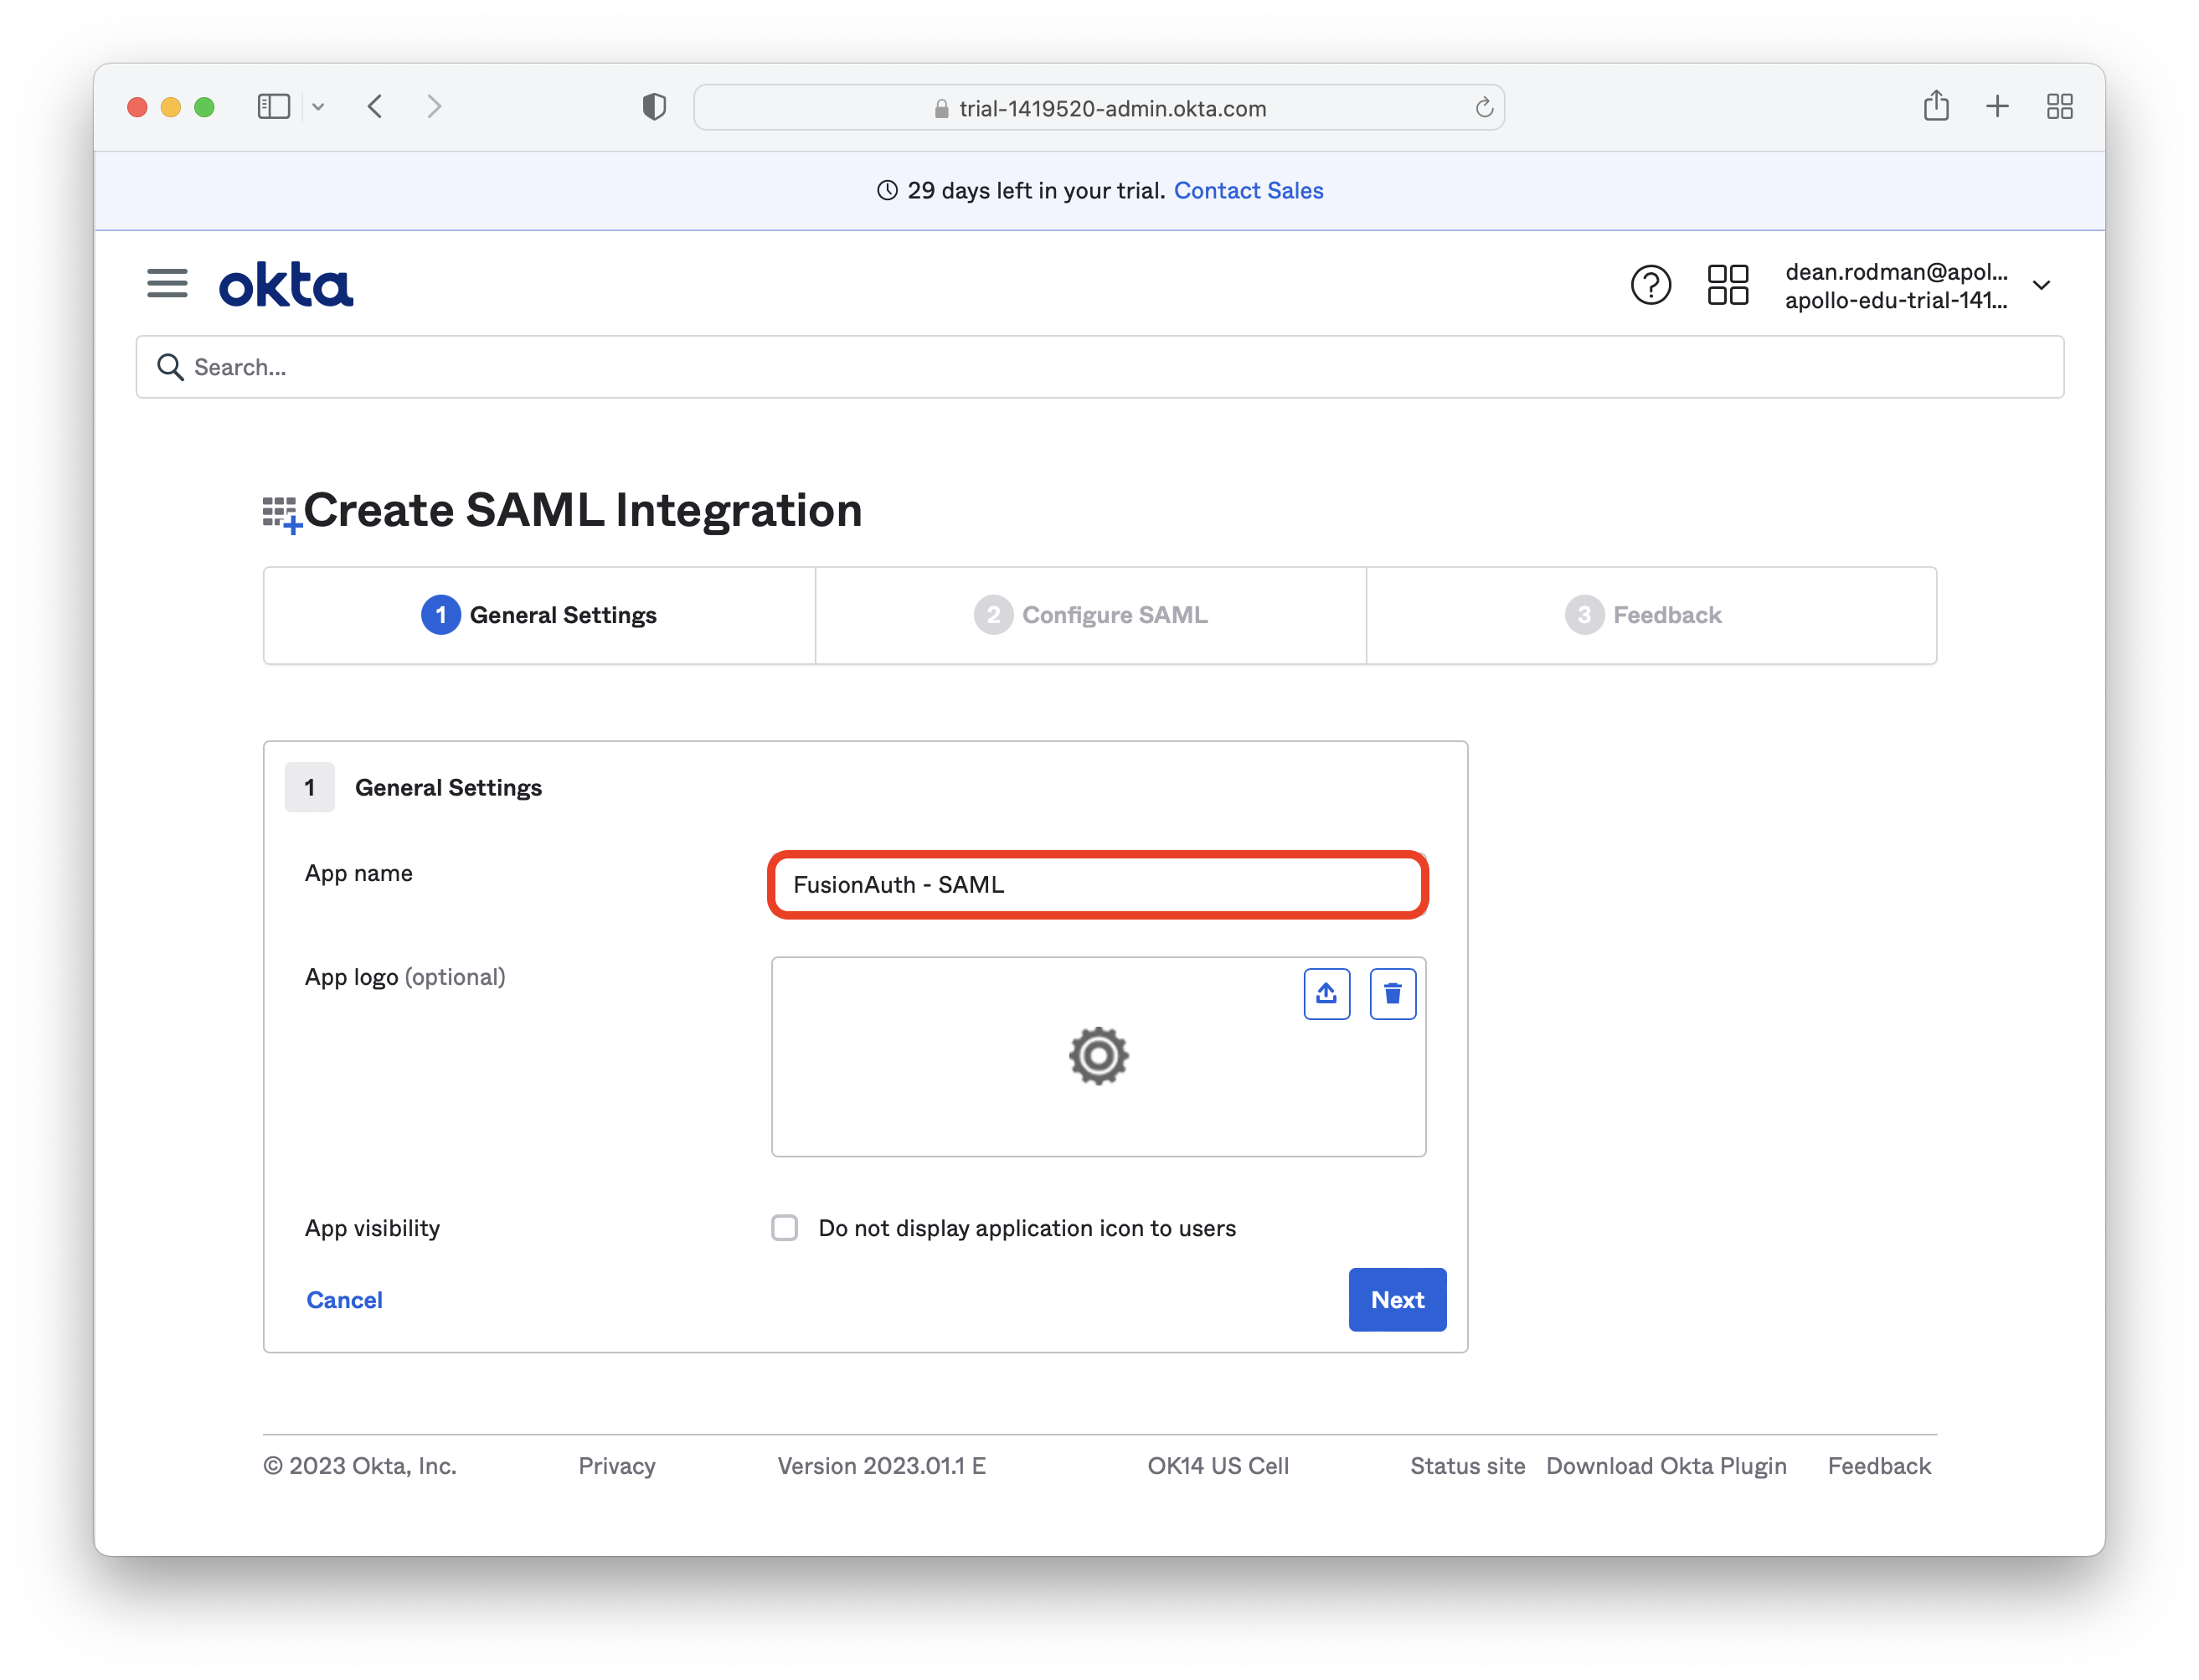 trial-1419520-admin.okta.com
29 days left in your trial. Contact Sales
okta
dean.rodman@apol...
apollo-edu-trial-141...
Search...
Create SAML Integration
1 General Settings
2 Configure SAML
3 Feedback
1 General Settings
App name
FusionAuth - SAML
App logo (optional)
App visibility
Do not display application icon to users
Cancel
Next
© 2023 Okta, Inc.
Privacy
Version 2023.01.1 E
OK14 US Cell
Status site
Download Okta Plugin
Feedback